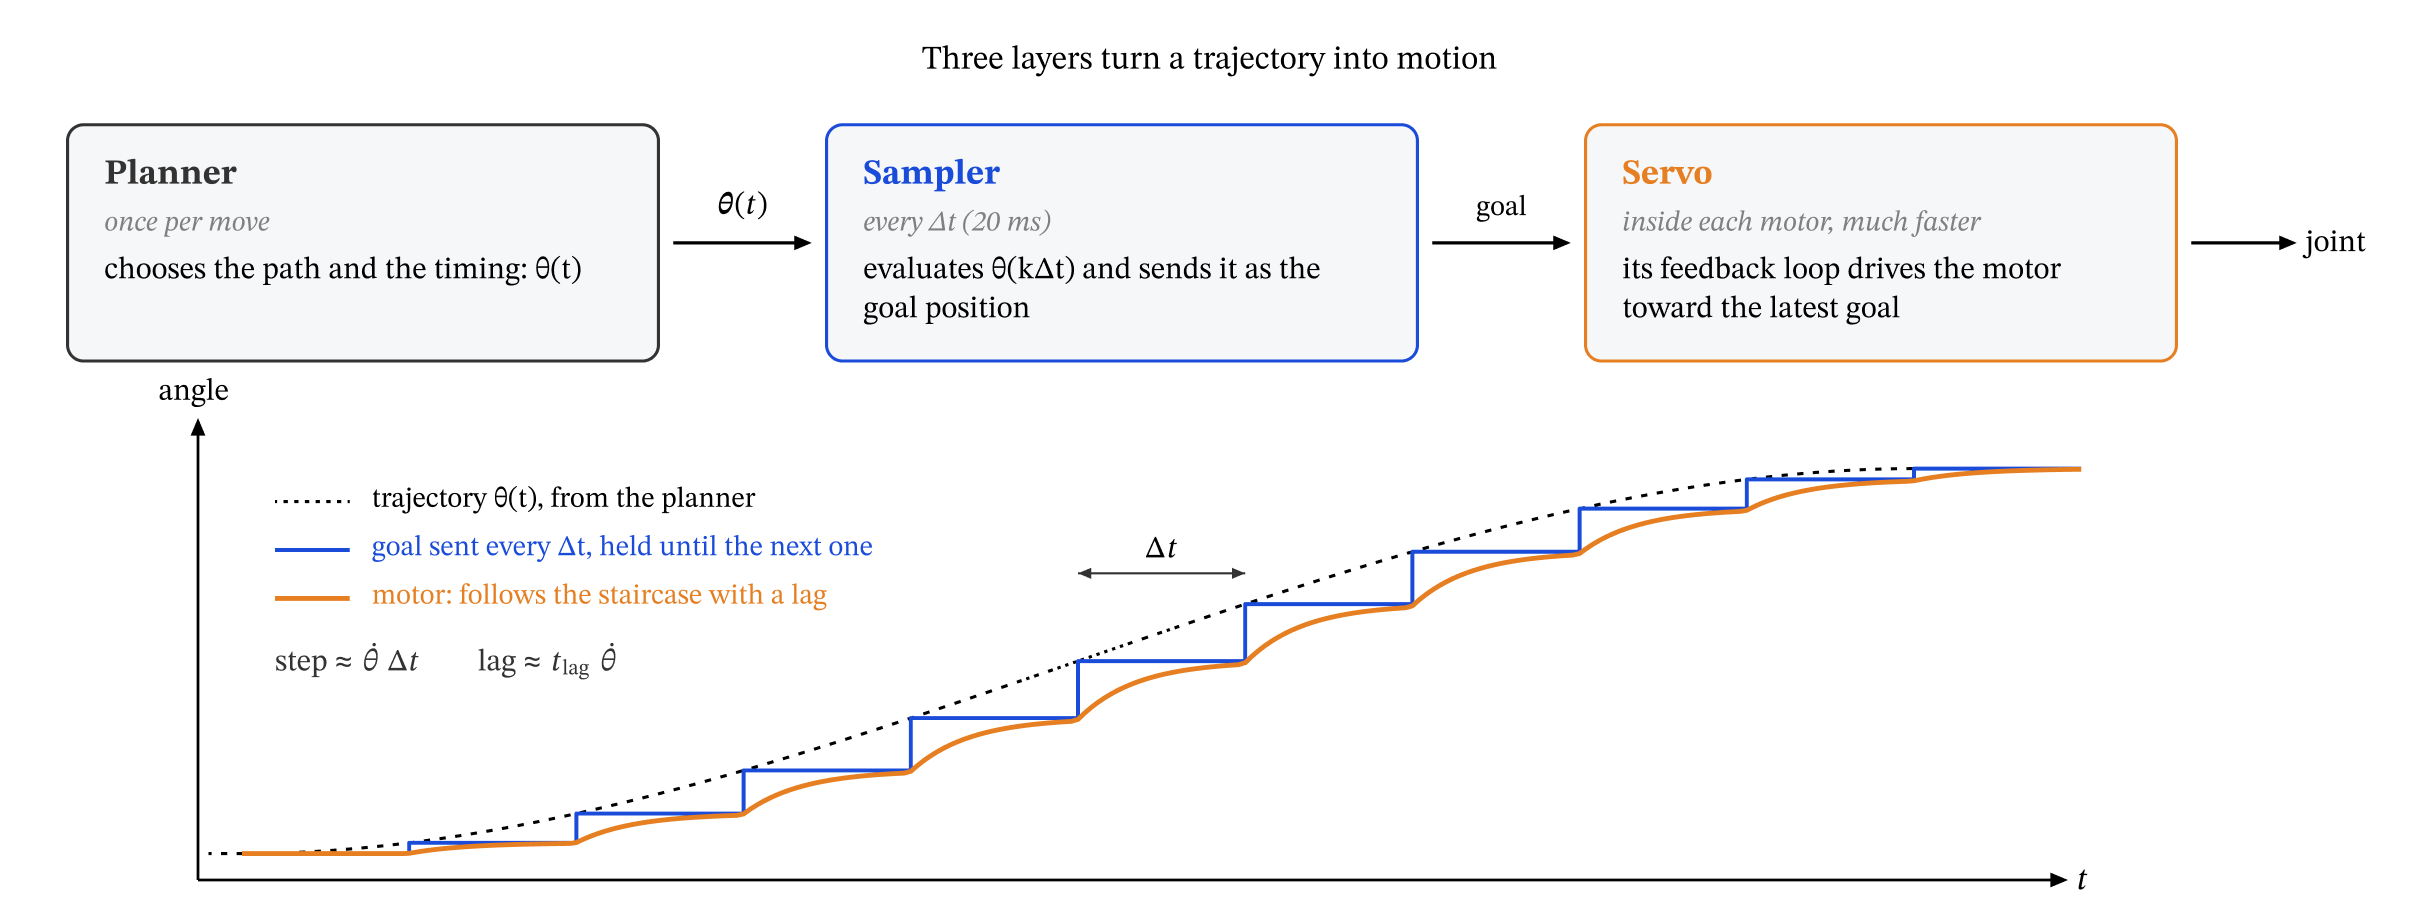 Three layers turn a trajectory into motion
Planner
once per move
chooses the path and the timing: θ(t)
θ(t)
Sampler
every Δt (20 ms)
evaluates θ(kΔt) and sends it as the
goal position
goal
Servo
inside each motor, much faster
its feedback loop drives the motor
toward the latest goal
joint
angle
trajectory θ(t), from the planner
goal sent every Δt, held until the next one
motor: follows the staircase with a lag
step ≈ θ̇ Δt
lag ≈ t_lag θ̇
Δt
t